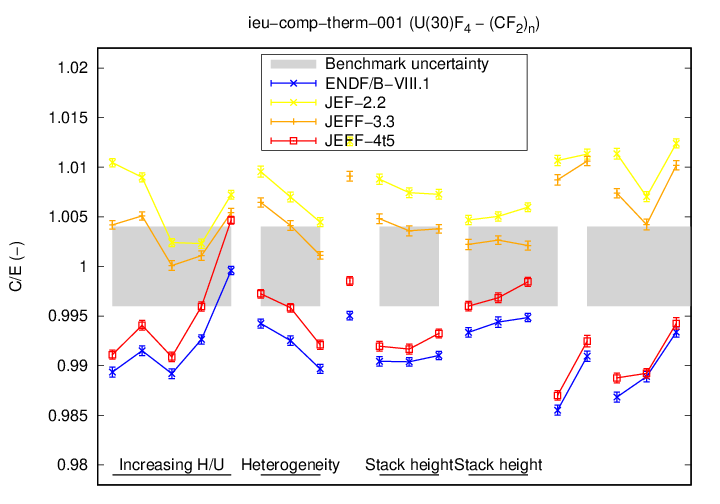 ieu-comp-therm-001 (U(30)F4 - (CF2)n)
1.02
1.015
1.01
1.005
1
0.995
0.99
0.985
0.98
C/E (-)
Benchmark uncertainty
ENDF/B-VIII.1
JEF-2.2
JEFF-3.3
JEFF-4t5
Increasing H/U
Heterogeneity
Stack height
Stack height